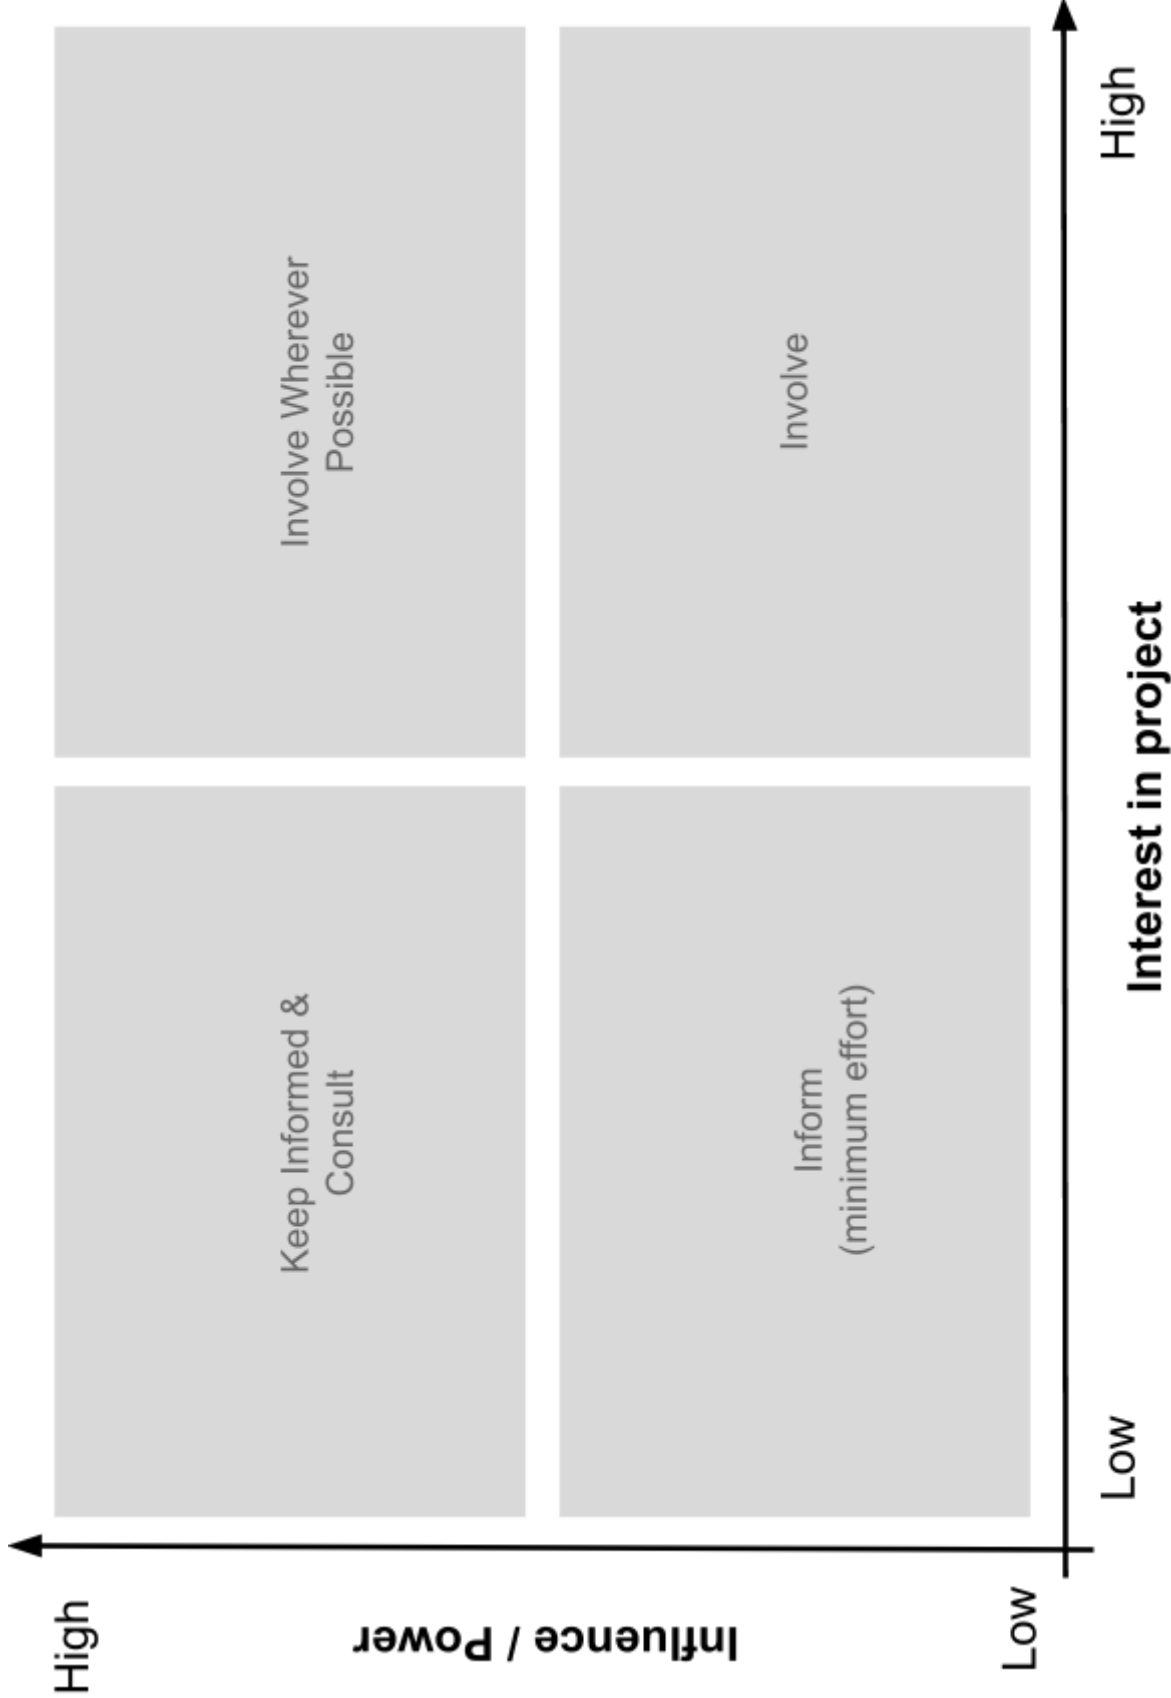 High
Influence / Power
Low
Keep Informed &
Consult
Involve Wherever
Possible
Inform
(minimum effort)
Involve
Low
High
Interest in project